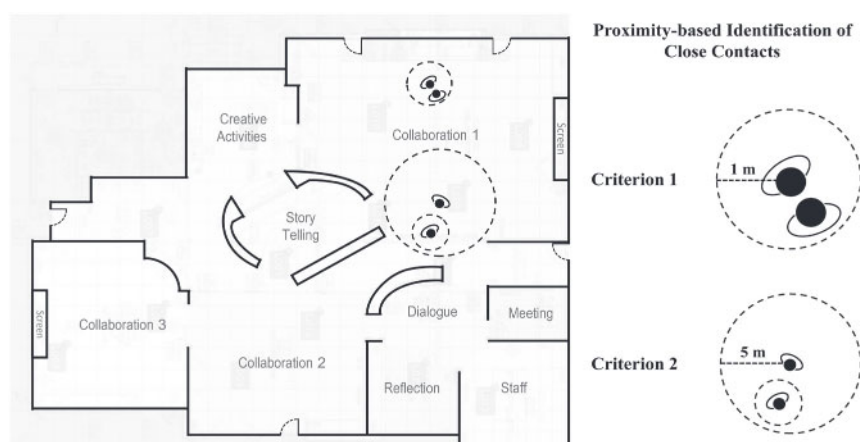 Proximity-based Identification of
Close Contacts
Creative
Activities
Collaboration 1
Screen
1 m
Criterion 1
Story
Telling
Screen
Collaboration 3
Dialogue
Meeting
Collaboration 2
5 m
Criterion 2
Reflection
Staff